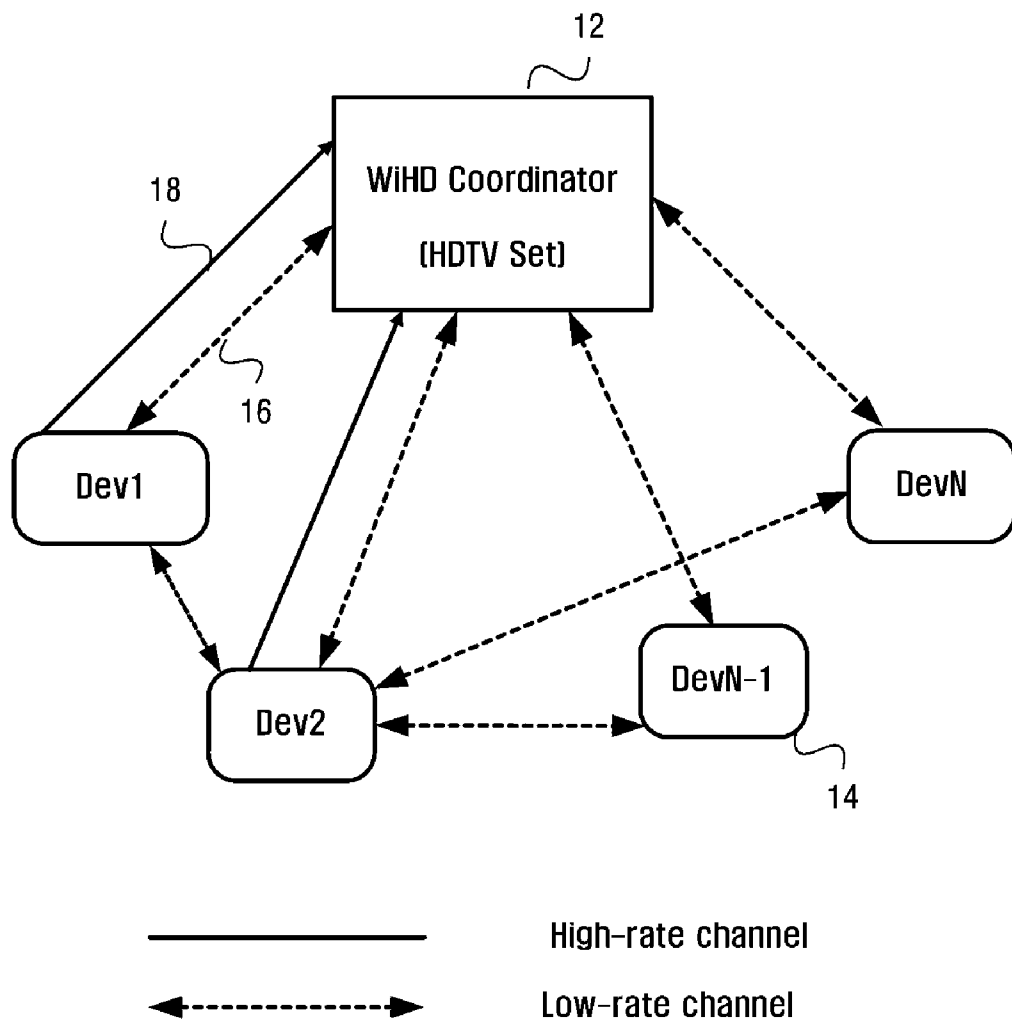 12
WiHD Coordinator
(HDTV Set)
18
16
Dev1
DevN
DevN-1
Dev2
14
High-rate channel
Low-rate channel